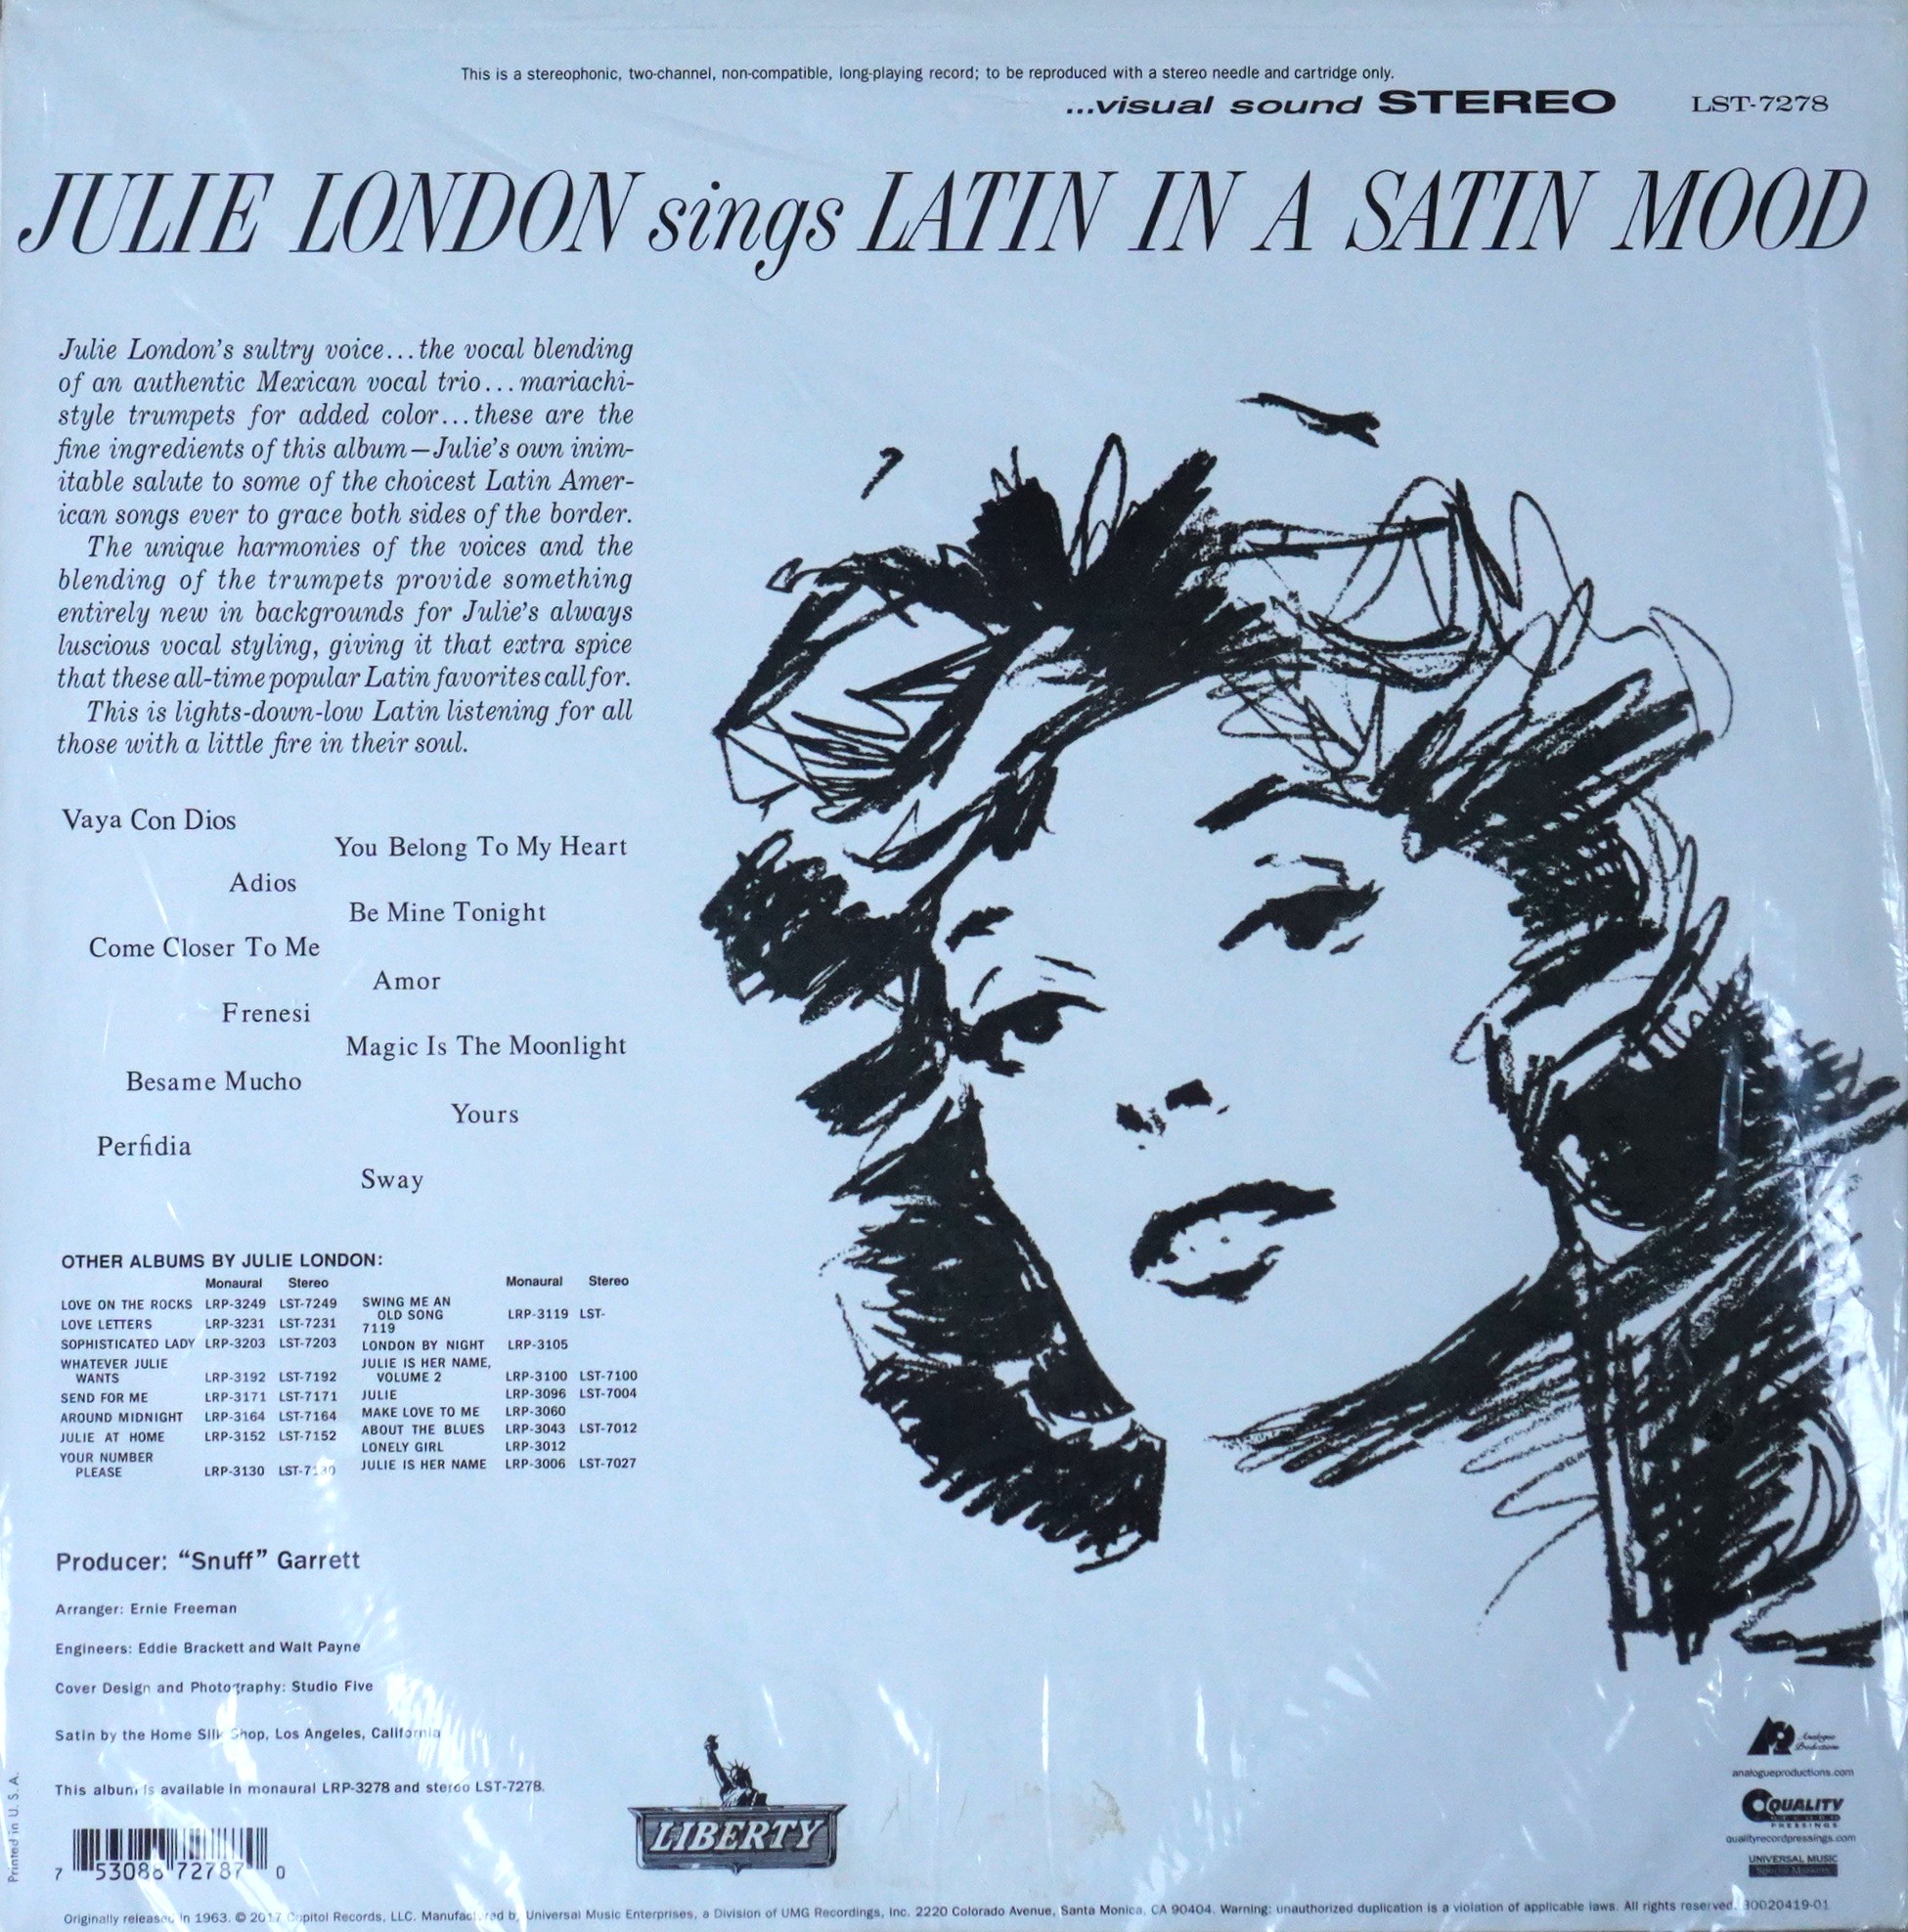 This is a stereophonic, two-channel, non-compatible, long-playing record; to be reproduced with a stereo needle and cartridge only.
...visual sound STEREO LST-7278
JULIE LONDON sings LATIN IN A SATIN MOOD
Julie London's sultry voice...the vocal blending
of an authentic Mexican vocal trio...mariachi-
style trumpets for added color...these are the
fine ingredients of this album—Julie's own inim-
itable salute to some of the choicest Latin Amer-
ican songs ever to grace both sides of the border.
The unique harmonies of the voices and the
blending of the trumpets provide something
entirely new in backgrounds for Julie's always
luscious vocal styling, giving it that extra spice
that these all-time popular Latin favorites call for.
This is lights-down-low Latin listening for all
those with a little fire in their soul.
Vaya Con Dios
You Belong To My Heart
Adios
Be Mine Tonight
Come Closer To Me
Amor
Frenesi
Magic Is The Moonlight
Besame Mucho
Yours
Perfidia
Sway
OTHER ALBUMS BY JULIE LONDON:
Monaural Stereo
LOVE ON THE ROCKS LRP-3249 LST-7249
LOVE LETTERS LRP-3231 LST-7231
SOPHISTICATED LADY LRP-3203 LST-7203
WHATEVER JULIE
WANTS LRP-3192 LST-7192
SEND FOR ME LRP-3171 LST-7171
AROUND MIDNIGHT LRP-3164 LST-7164
JULIE AT HOME LRP-3152 LST-7152
YOUR NUMBER
PLEASE LRP-3130 LST-7130
Monaural Stereo
SWING ME AN
OLD SONG LRP-3119 LST-
7119
LONDON BY NIGHT LRP-3105
JULIE IS HER NAME,
VOLUME 2 LRP-3100 LST-7100
JULIE LRP-3096 LST-7004
MAKE LOVE TO ME LRP-3060
ABOUT THE BLUES LRP-3043 LST-7012
LONELY GIRL LRP-3012
JULIE IS HER NAME LRP-3006 LST-7027
Producer: "Snuff" Garrett
Arranger: Ernie Freeman
Engineers: Eddie Brackett and Walt Payne
Cover Design and Photography: Studio Five
Satin by the Home Silk Shop, Los Angeles, California
This album is available in monaural LRP-3278 and stereo LST-7278.
Printed in U.S.A.
7 53088 72787 0
LIBERTY
AP Analogue
Productions
analogueproductions.com
QUALITY
RECORD
PRESSINGS
qualityrecordpressings.com
UNIVERSAL MUSIC
Special Markets
Originally released in 1963. © 2017 Capitol Records, LLC. Manufactured by Universal Music Enterprises, a Division of UMG Recordings, Inc. 2220 Colorado Avenue, Santa Monica, CA 90404. Warning: unauthorized duplication is a violation of applicable laws. All rights reserved. B0020419-01